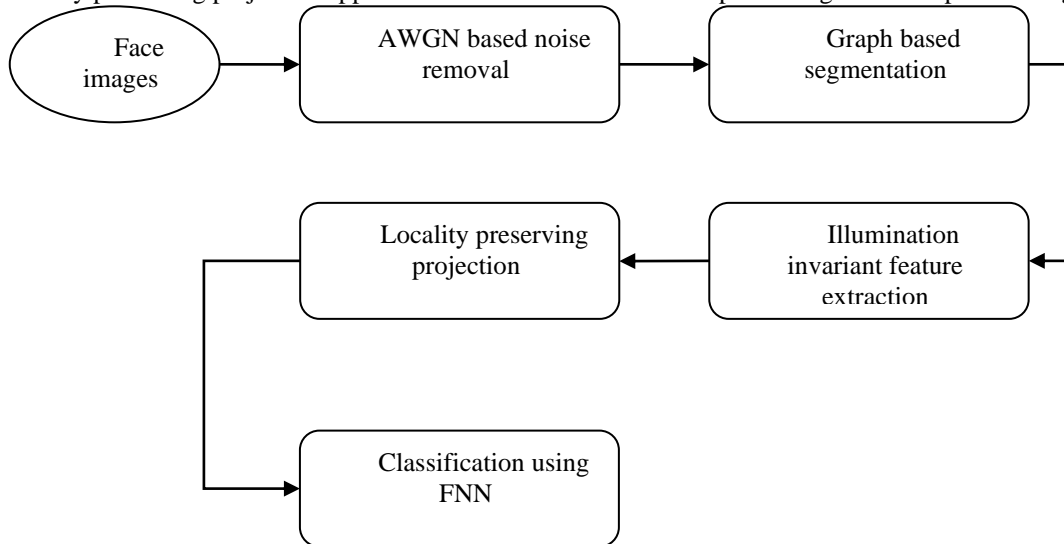 Face
images
AWGN based noise
removal
Graph based
segmentation
Locality preserving
projection
Illumination
invariant feature
extraction
Classification using
FNN